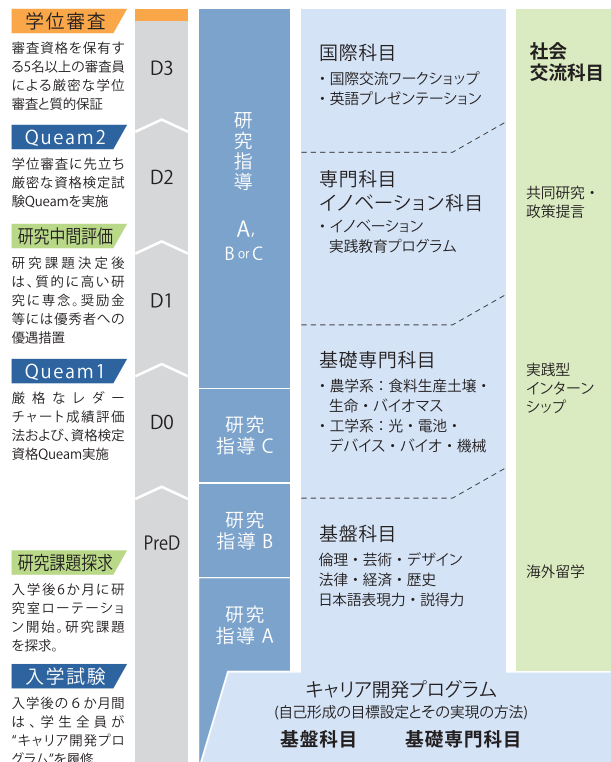 学位審査
審査資格を保有す
る5名以上の審査員
による厳密な学位
審査と質的保証
Queam2
学位審査に先立ち
厳密な資格検定試
験Queamを実施
研究中間評価
研究課題決定後
は、質的に高い研
究に専念。奨励金
等には優秀者への
優遇措置
Queam1
厳格なレダー
チャート成績評価
法および、資格検定
資格Queam実施
研究課題探求
入学後6か月に研
究室ローテーショ
ン開始。研究課題
を探求。
入学試験
入学後の6か月間
は、学生全員が
“キャリア開発プロ
グラム”を履修
D3
D2
D1
D0
PreD
研究指導
A,
B or C
研究
指導 C
研究
指導 B
研究
指導 A
国際科目
・国際交流ワークショップ
・英語プレゼンテーション
専門科目
イノベーション科目
・イノベーション
実践教育プログラム
基礎専門科目
・農学系：食料生産土壌・
生命・バイオマス
・工学系：光・電池・
デバイス・バイオ・機械
基盤科目
倫理・芸術・デザイン
法律・経済・歴史
日本語表現力・説得力
社会
交流科目
共同研究・
政策提言
実践型
インターン
シップ
海外留学
キャリア開発プログラム
(自己形成の目標設定とその実現の方法)
基盤科目 基礎専門科目